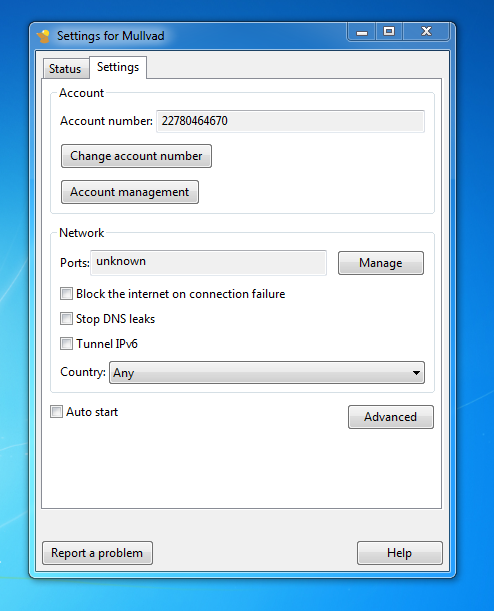 Settings for Mullvad
Status Settings
Account
Account number: 22780464670
Change account number
Account management
Network
Ports: unknown Manage
Block the internet on connection failure
Stop DNS leaks
Tunnel IPv6
Country: Any
Auto start Advanced
Report a problem Help